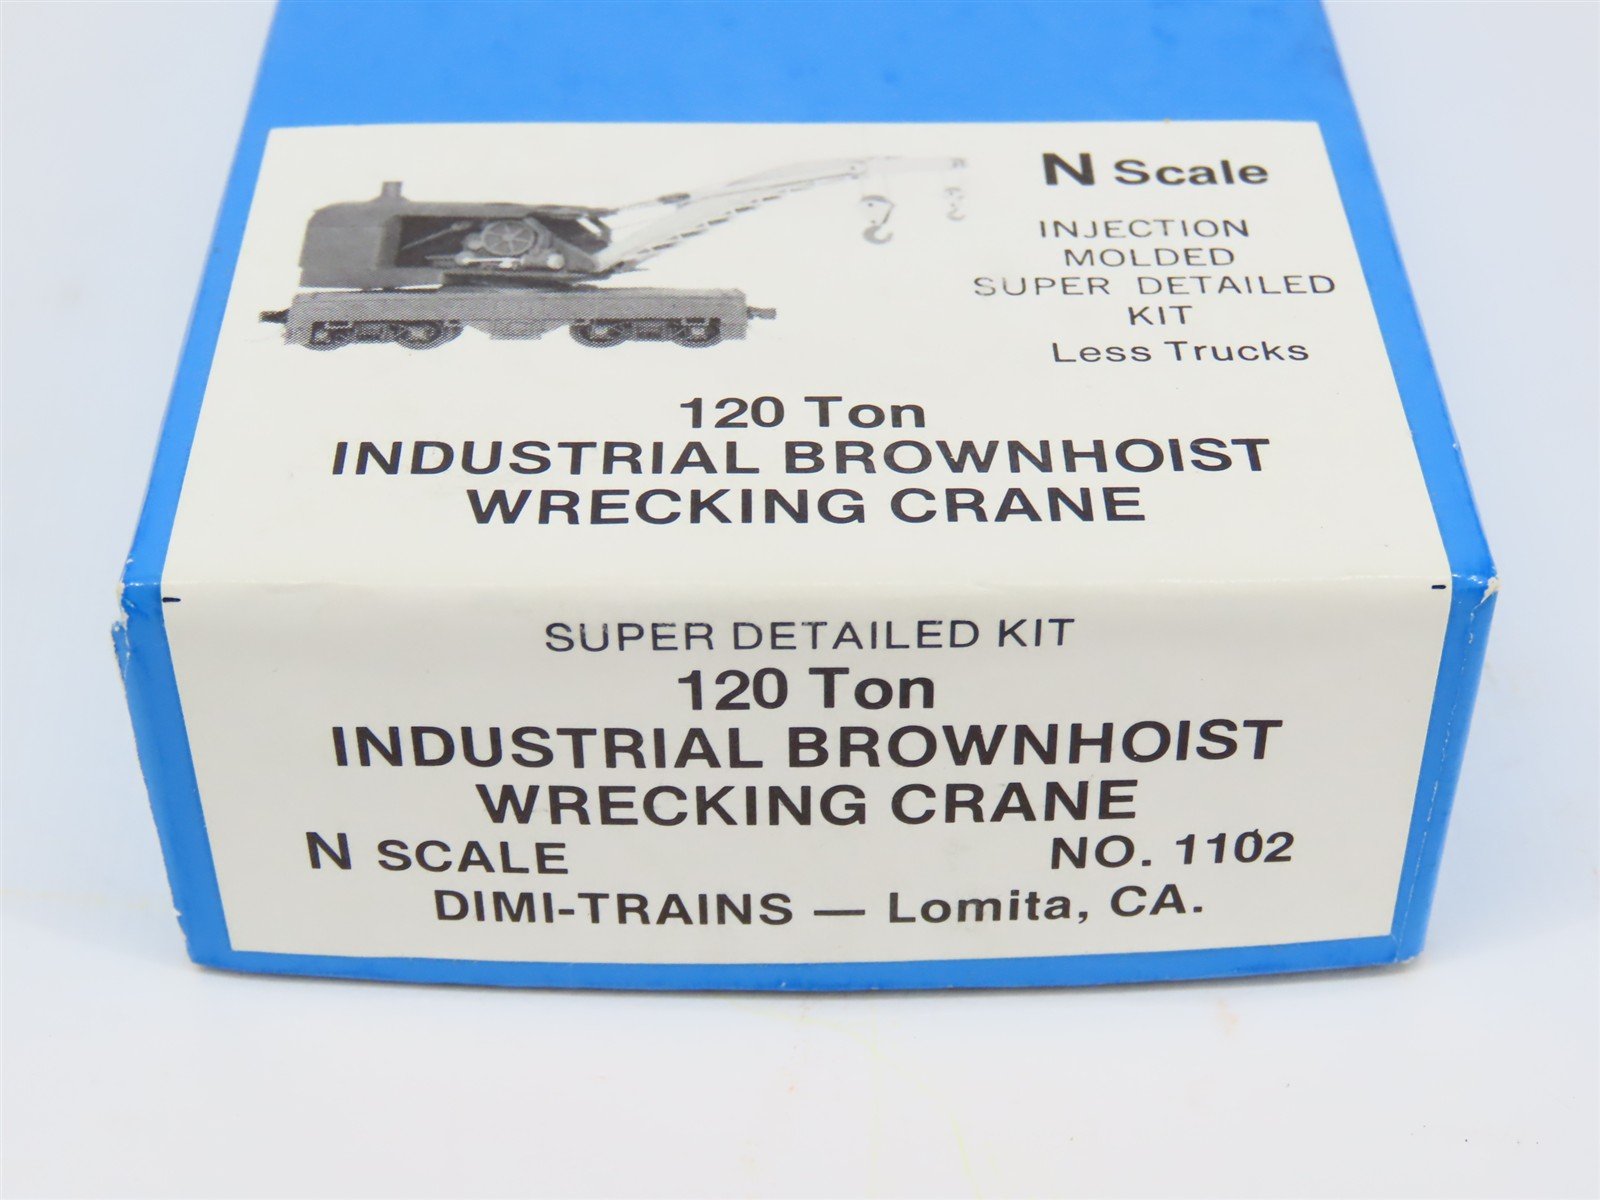 N Scale
INJECTION
MOLDED
SUPER DETAILED
KIT
Less Trucks
120 Ton
INDUSTRIAL BROWNHOIST
WRECKING CRANE
SUPER DETAILED KIT
120 Ton
INDUSTRIAL BROWNHOIST
WRECKING CRANE
N SCALE NO. 1102
DIMI-TRAINS — Lomita, CA.